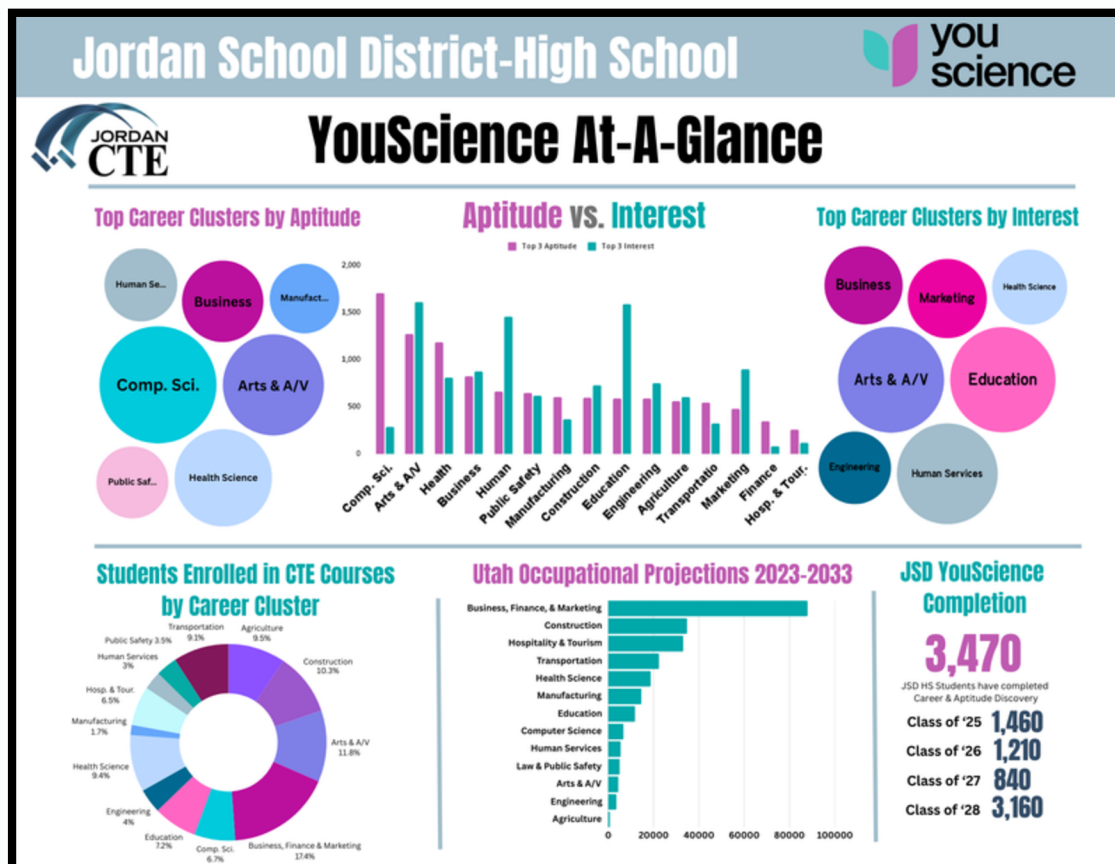 Jordan School District-High School
you
science
JORDAN
CTE
YouScience At-A-Glance
Top Career Clusters by Aptitude
Human Se...
Business
Manufact...
Comp. Sci.
Arts & A/V
Public Saf...
Health Science
Aptitude vs. Interest
Top 3 Aptitude
Top 3 Interest
2,000
1,500
1,000
500
0
Comp. Sci.
Arts & A/V
Health
Business
Human
Public Safety
Manufacturing
Construction
Education
Engineering
Agriculture
Transportatio
Marketing
Finance
Hosp. & Tour.
Top Career Clusters by Interest
Business
Marketing
Health Science
Arts & A/V
Education
Engineering
Human Services
Students Enrolled in CTE Courses
by Career Cluster
Transportation
9.1%
Agriculture
9.5%
Public Safety 3.5%
Construction
10.3%
Human Services
3%
Hosp. & Tour.
6.5%
Manufacturing
1.7%
Arts & A/V
11.8%
Health Science
9.4%
Engineering
4%
Education
7.2%
Comp. Sci.
6.7%
Business, Finance & Marketing
17.4%
Utah Occupational Projections 2023-2033
Business, Finance, & Marketing
Construction
Hospitality & Tourism
Transportation
Health Science
Manufacturing
Education
Computer Science
Human Services
Law & Public Safety
Arts & A/V
Engineering
Agriculture
0 20000 40000 60000 80000 100000
JSD YouScience
Completion
3,470
JSD HS Students have completed
Career & Aptitude Discovery
Class of ‘25 1,460
Class of ‘26 1,210
Class of ‘27 840
Class of ‘28 3,160